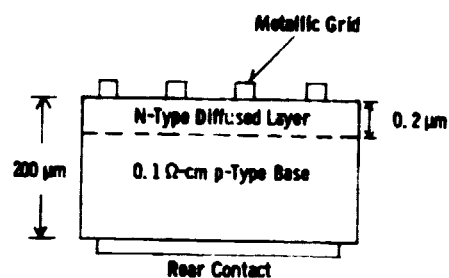 Metallic Grid
N-Type Diffused Layer
0.2 μm
200 μm
0.1 Ω-cm p-Type Base
Rear Contact